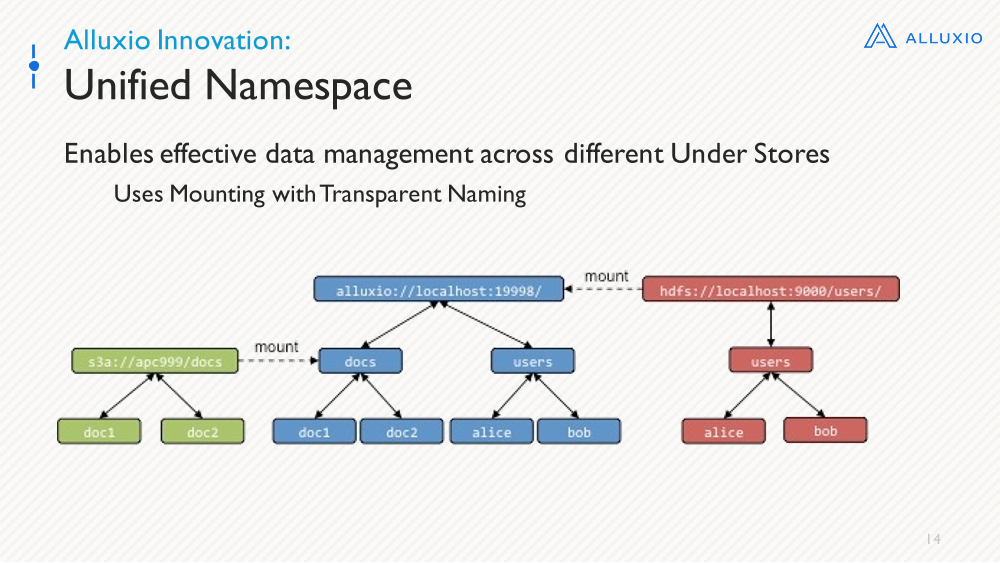 Alluxio Innovation:
ALLUXIO
Unified Namespace
Enables effective data management across different Under Stores
Uses Mounting with Transparent Naming
alluxio://localhost:19998/
mount
hdfs://localhost:9000/users/
s3a://apc999/docs
mount
docs
users
users
doc1
doc2
doc1
doc2
alice
bob
alice
bob
14